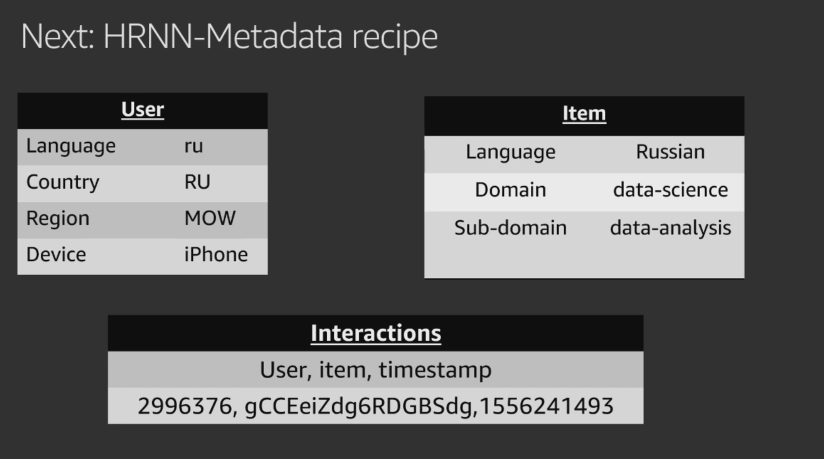 Next: HRNN-Metadata recipe
User
Language ru
Country RU
Region MOW
Device iPhone
Item
Language Russian
Domain data-science
Sub-domain data-analysis
Interactions
User, item, timestamp
2996376, gCCEeiZdg6RDGBSdg,1556241493